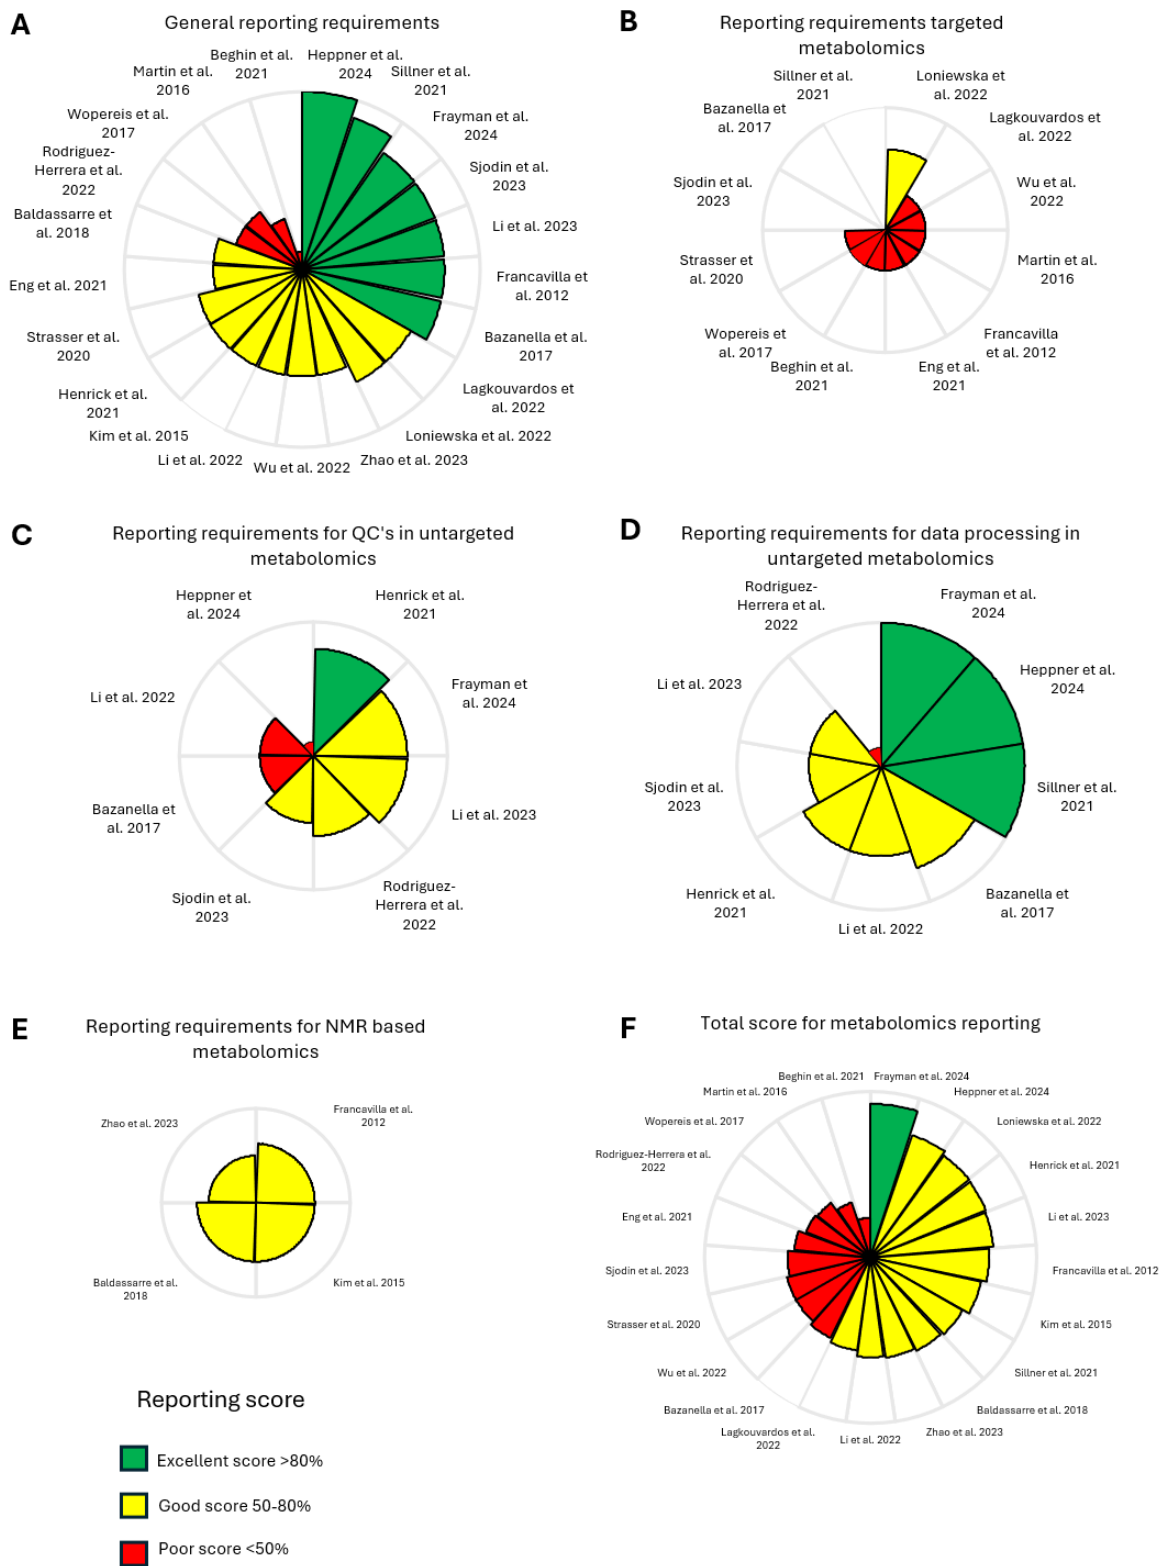 A
General reporting requirements
Beghin et al.
2021
Heppner et al.
2024
Sillner et al.
2021
Frayman et al.
2024
Sjodin et al.
2023
Li et al. 2023
Francavilla et
al. 2012
Bazanella et al.
2017
Lagkouvardos et
al. 2022
Loniewska et al. 2022
Zhao et al. 2023
Wu et al. 2022
Li et al. 2022
Kim et al. 2015
Henrick et al.
2021
Strasser et al.
2020
Eng et al. 2021
Baldassarre et
al. 2018
Rodriguez-
Herrera et al.
2022
Wopereis et al.
2017
Martin et al.
2016
B
Reporting requirements targeted
metabolomics
Sillner et al.
2021
Loniewska et
al. 2022
Lagkouvardos et
al. 2022
Wu et al.
2022
Martin et al.
2016
Francavilla
et al. 2012
Eng et al.
2021
Beghin et al.
2021
Wopereis et
al. 2017
Strasser et
al. 2020
Sjodin et al.
2023
Bazanella et
al. 2017
C
Reporting requirements for QC's in untargeted
metabolomics
Heppner et
al. 2024
Henrick et al.
2021
Frayman et
al. 2024
Li et al. 2023
Rodriguez-
Herrera et al.
2022
Sjodin et al.
2023
Bazanella et
al. 2017
Li et al. 2022
D
Reporting requirements for data processing in
untargeted metabolomics
Rodriguez-
Herrera et al.
2022
Frayman et al.
2024
Heppner et al.
2024
Sillner et al.
2021
Bazanella et
al. 2017
Li et al. 2022
Henrick et al.
2021
Sjodin et al.
2023
Li et al. 2023
E
Reporting requirements for NMR based
metabolomics
Zhao et al. 2023
Francavilla et al.
2012
Kim et al. 2015
Baldassarre et al.
2018
F
Total score for metabolomics reporting
Beghin et al. 2021
Frayman et al. 2024
Heppner et al. 2024
Loniewska et al. 2022
Henrick et al. 2021
Li et al. 2023
Francavilla et al. 2012
Kim et al. 2015
Sillner et al. 2021
Baldassarre et al. 2018
Zhao et al. 2023
Li et al. 2022
Lagkouvardos et al.
2022
Bazanella et al. 2017
Wu et al. 2022
Strasser et al. 2020
Sjodin et al. 2023
Eng et al. 2021
Rodriguez-Herrera et al.
2022
Wopereis et al. 2017
Martin et al. 2016
Reporting score
Excellent score >80%
Good score 50-80%
Poor score <50%